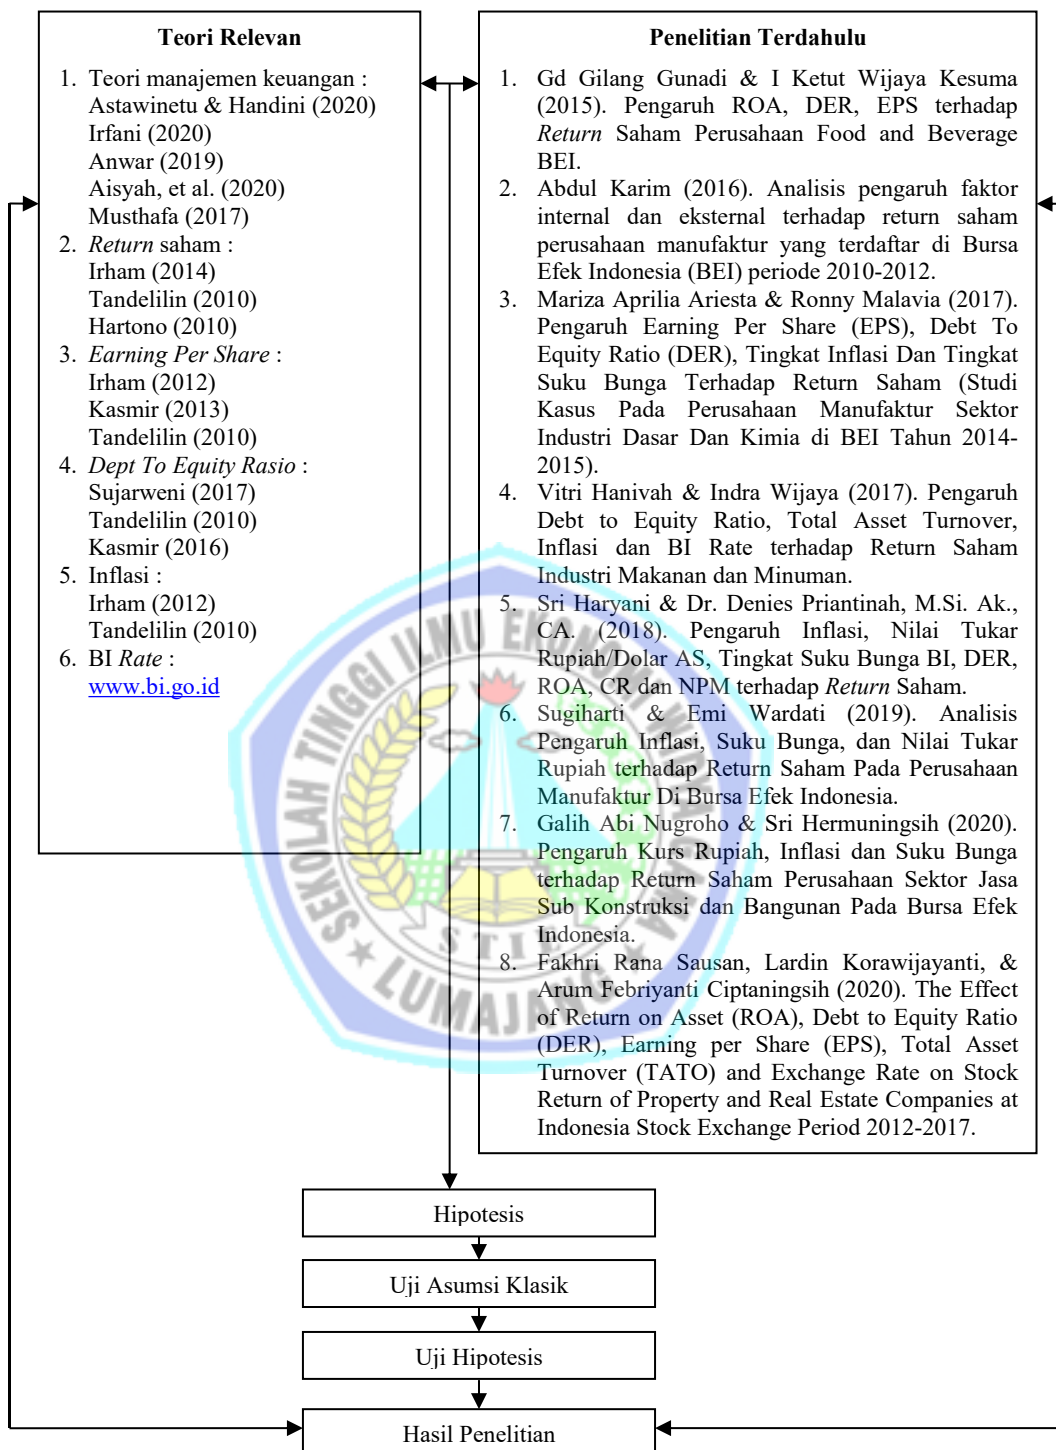 Teori Relevan
1. Teori manajemen keuangan :
Astawinetu & Handini (2020)
Irfani (2020)
Anwar (2019)
Aisyah, et al. (2020)
Musthafa (2017)
2. Return saham :
Irham (2014)
Tandelilin (2010)
Hartono (2010)
3. Earning Per Share :
Irham (2012)
Kasmir (2013)
Tandelilin (2010)
4. Dept To Equity Rasio :
Sujarweni (2017)
Tandelilin (2010)
Kasmir (2016)
5. Inflasi :
Irham (2012)
Tandelilin (2010)
6. BI Rate :
www.bi.go.id
Penelitian Terdahulu
1. Gd Gilang Gunadi & I Ketut Wijaya Kesuma
(2015). Pengaruh ROA, DER, EPS terhadap
Return Saham Perusahaan Food and Beverage
BEI.
2. Abdul Karim (2016). Analisis pengaruh faktor
internal dan eksternal terhadap return saham
perusahaan manufaktur yang terdaftar di Bursa
Efek Indonesia (BEI) periode 2010-2012.
3. Mariza Aprilia Ariesta & Ronny Malavia (2017).
Pengaruh Earning Per Share (EPS), Debt To
Equity Ratio (DER), Tingkat Inflasi Dan Tingkat
Suku Bunga Terhadap Return Saham (Studi
Kasus Pada Perusahaan Manufaktur Sektor
Industri Dasar Dan Kimia di BEI Tahun 2014-
2015).
4. Vitri Hanivah & Indra Wijaya (2017). Pengaruh
Debt to Equity Ratio, Total Asset Turnover,
Inflasi dan BI Rate terhadap Return Saham
Industri Makanan dan Minuman.
5. Sri Haryani & Dr. Denies Priantinah, M.Si. Ak.,
CA. (2018). Pengaruh Inflasi, Nilai Tukar
Rupiah/Dolar AS, Tingkat Suku Bunga BI, DER,
ROA, CR dan NPM terhadap Return Saham.
6. Sugiharti & Emi Wardati (2019). Analisis
Pengaruh Inflasi, Suku Bunga, dan Nilai Tukar
Rupiah terhadap Return Saham Pada Perusahaan
Manufaktur Di Bursa Efek Indonesia.
7. Galih Abi Nugroho & Sri Hermuningsih (2020).
Pengaruh Kurs Rupiah, Inflasi dan Suku Bunga
terhadap Return Saham Perusahaan Sektor Jasa
Sub Konstruksi dan Bangunan Pada Bursa Efek
Indonesia.
8. Fakhri Rana Sausan, Lardin Korawijayanti, &
Arum Febriyanti Ciptaningsih (2020). The Effect
of Return on Asset (ROA), Debt to Equity Ratio
(DER), Earning per Share (EPS), Total Asset
Turnover (TATO) and Exchange Rate on Stock
Return of Property and Real Estate Companies at
Indonesia Stock Exchange Period 2012-2017.
SEKOLAH TINGGI ILMU EKONOMI WIDYA GAMA
STIE
LUMAJANG
Hipotesis
Uji Asumsi Klasik
Uji Hipotesis
Hasil Penelitian